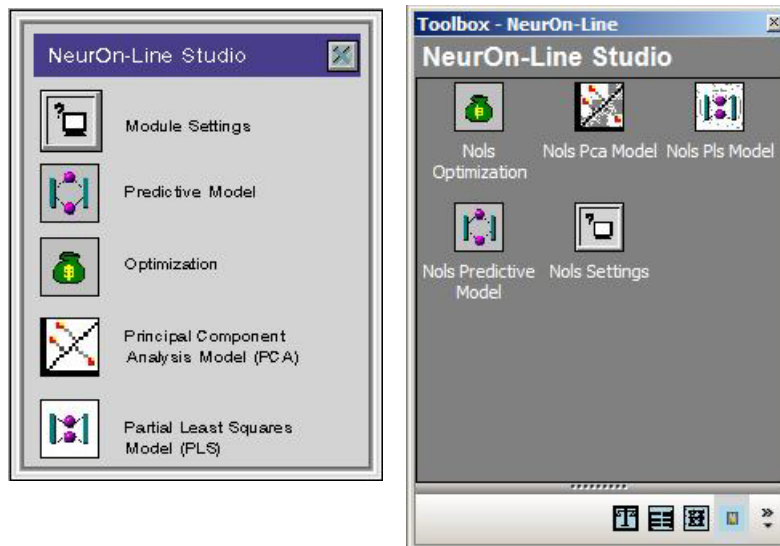 NeurOn-Line Studio
Module Settings
Predictive Model
Optimization
Principal Component
Analysis Model (PCA)
Partial Least Squares
Model (PLS)
Toolbox - NeurOn-Line
NeurOn-Line Studio
Nols
Optimization
Nols Pca Model
Nols Pls Model
Nols Predictive
Model
Nols Settings